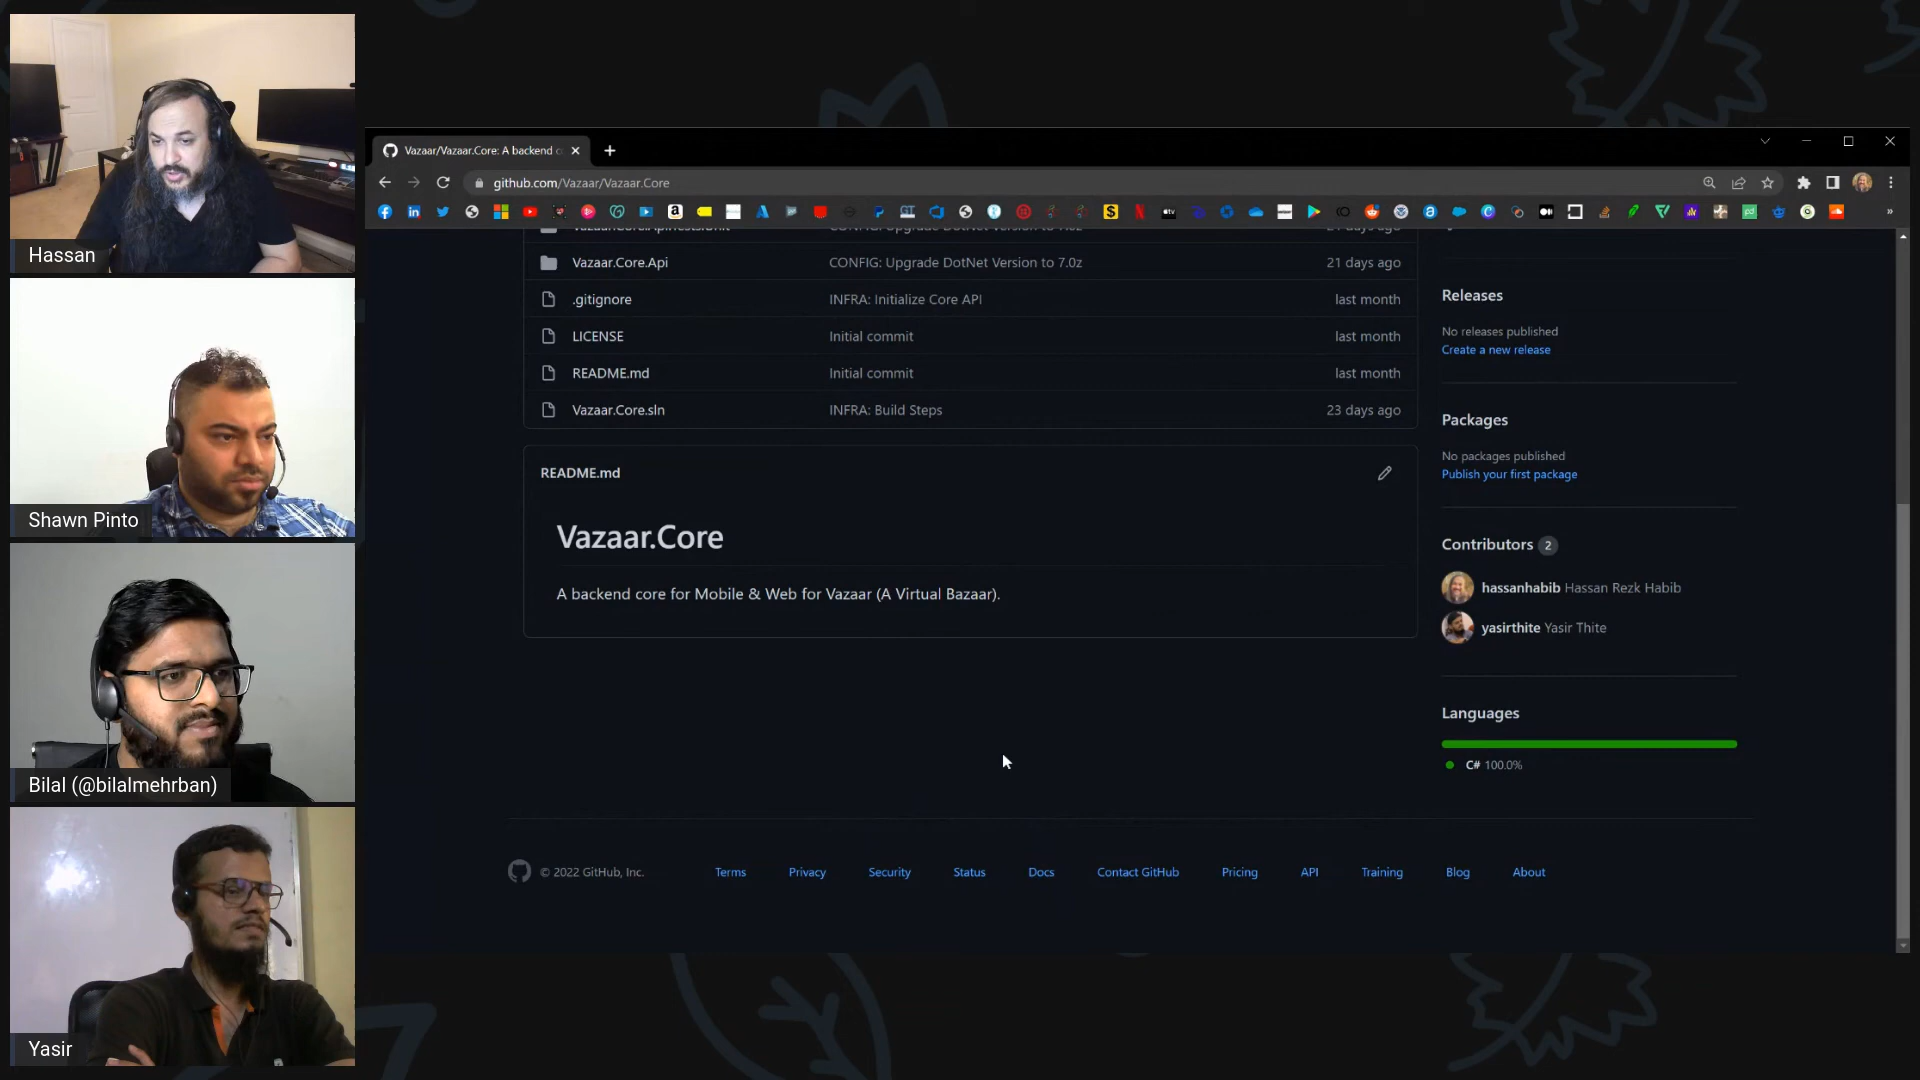 Hassan
Shawn Pinto
Bilal (@bilalmehrban)
Yasir
Vazaar/Vazaar.Core: A backend c
github.com/Vazaar/Vazaar.Core
Vazaar.Core.Api CONFIG: Upgrade DotNet Version to 7.0z 21 days ago
.gitignore INFRA: Initialize Core API last month
LICENSE Initial commit last month
README.md Initial commit last month
Vazaar.Core.sln INFRA: Build Steps 23 days ago
README.md
Vazaar.Core
A backend core for Mobile & Web for Vazaar (A Virtual Bazaar).
Releases
No releases published
Create a new release
Packages
No packages published
Publish your first package
Contributors 2
hassanhabib Hassan Rezk Habib
yasirthite Yasir Thite
Languages
C# 100.0%
© 2022 GitHub, Inc. Terms Privacy Security Status Docs Contact GitHub Pricing API Training Blog About